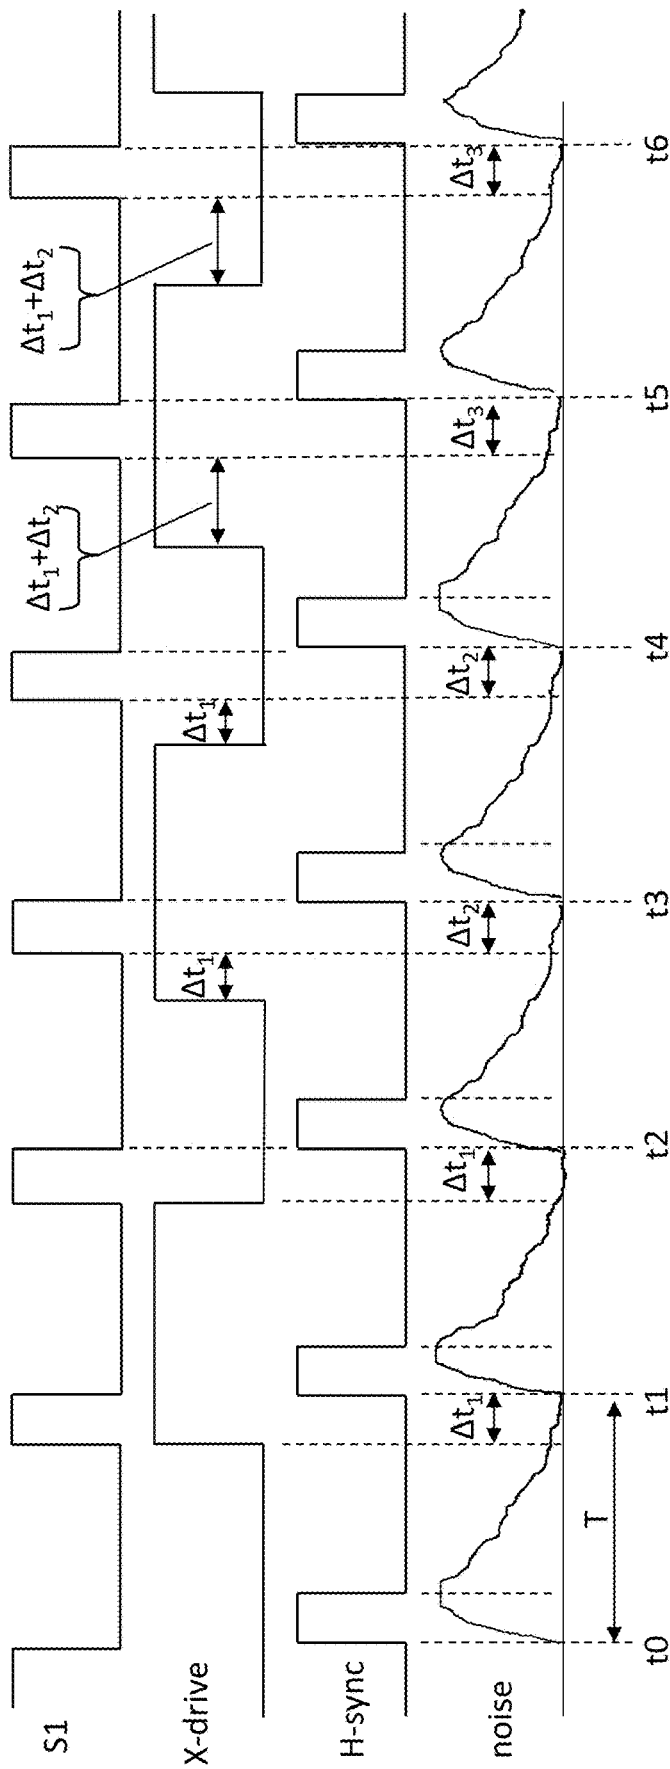 S1
Δt₁+Δt₂
Δt₁+Δt₂
X-drive
Δt₁
Δt₁
H-sync
noise
Δt₁
Δt₁
Δt₂
Δt₂
Δt₃
Δt₃
T
t0
t1
t2
t3
t4
t5
t6